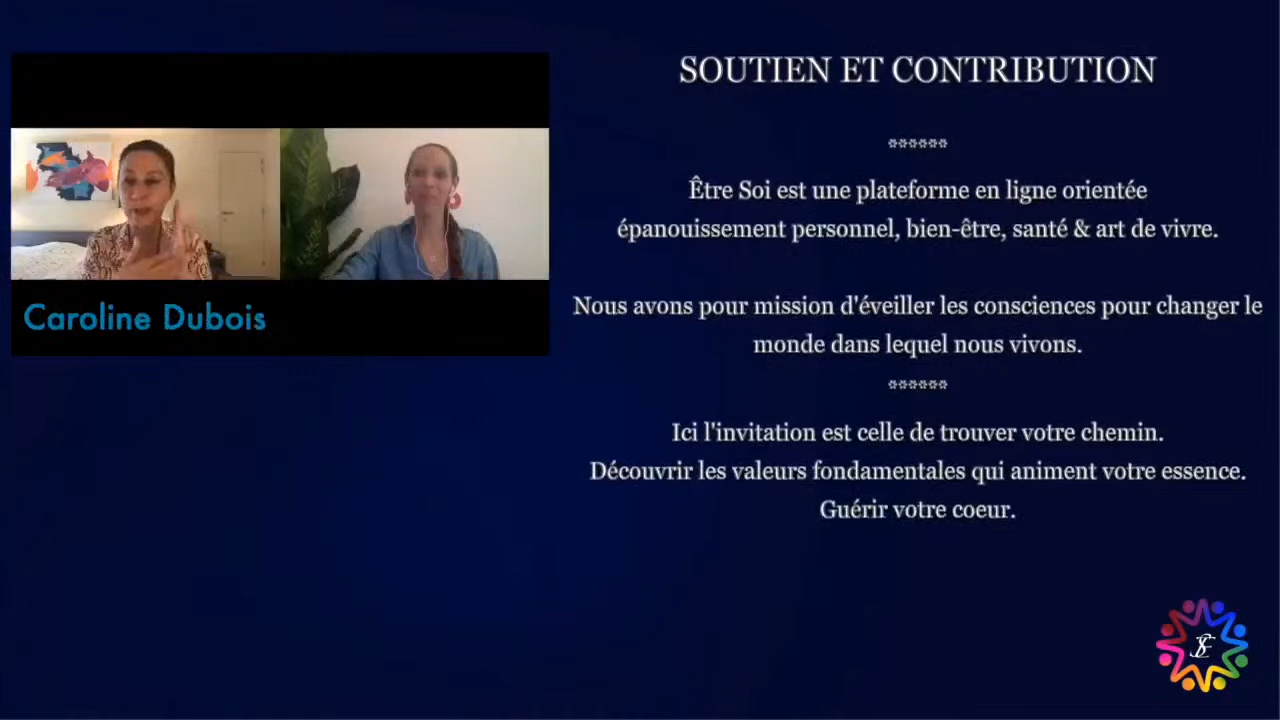 SOUTIEN ET CONTRIBUTION
******
Être Soi est une plateforme en ligne orientée
épanouissement personnel, bien-être, santé & art de vivre.
Nous avons pour mission d'éveiller les consciences pour changer le
monde dans lequel nous vivons.
******
Ici l'invitation est celle de trouver votre chemin.
Découvrir les valeurs fondamentales qui animent votre essence.
Guérir votre coeur.
Caroline Dubois